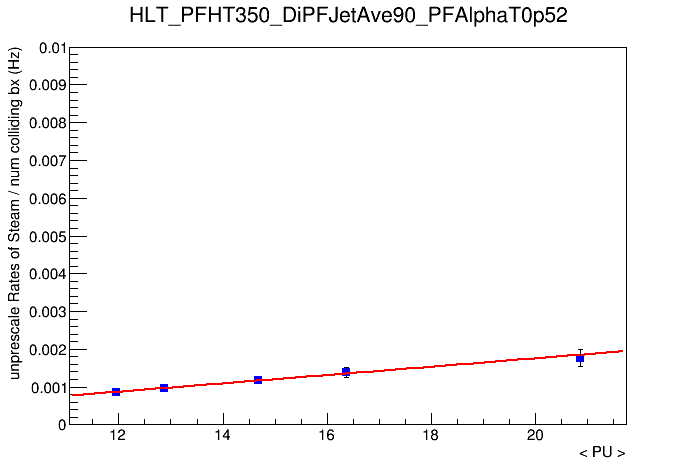 HLT_PFHT350_DiPFJetAve90_PFAlphaT0p52
unprescale Rates of Steam / num colliding bx (Hz)
0.01
0.009
0.008
0.007
0.006
0.005
0.004
0.003
0.002
0.001
0
12 14 16 18 20
< PU >